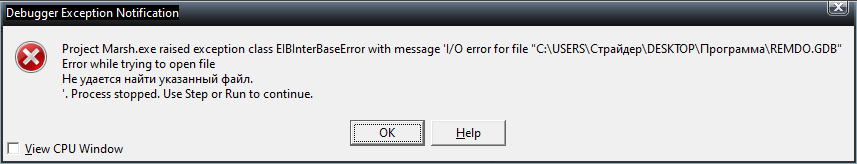 Debugger Exception Notification
Project Marsh.exe raised exception class EIBInterBaseError with message 'I/O error for file "C:\USERS\Страйдер\DESKTOP\Программа\REMDO.GDB"
Error while trying to open file
Не удается найти указанный файл.
'. Process stopped. Use Step or Run to continue.
OK
Help
View CPU Window